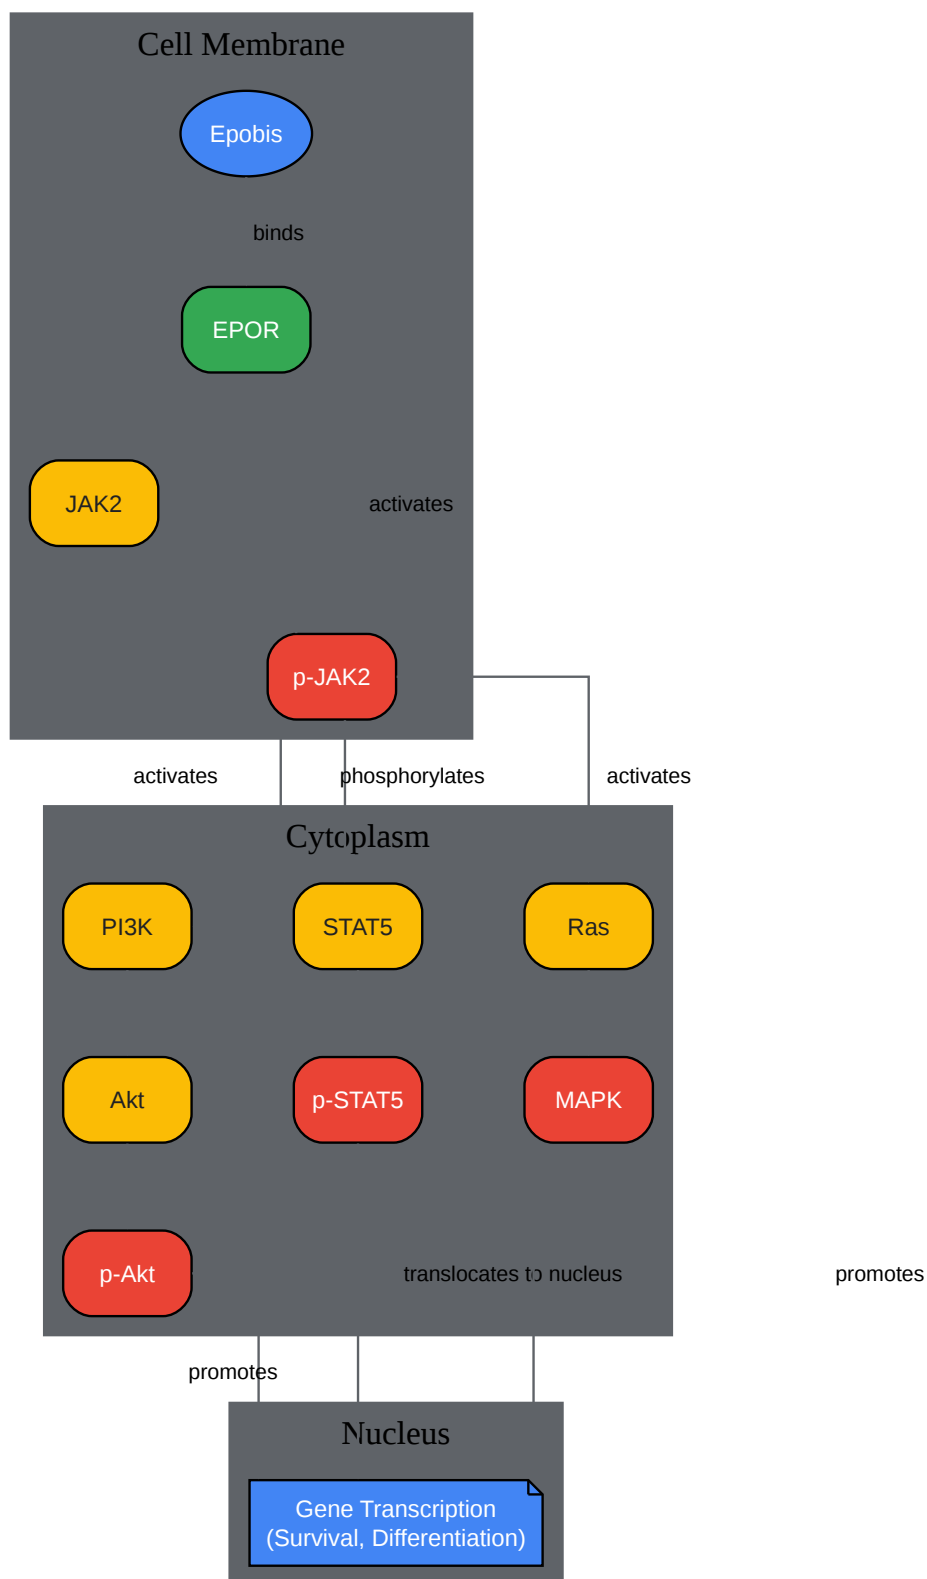 Cell Membrane
Epobis
binds
EPOR
JAK2
activates
p-JAK2
activates
phosphorylates
activates
Cytoplasm
PI3K
STAT5
Ras
Akt
p-STAT5
MAPK
p-Akt
translocates to nucleus
promotes
promotes
Nucleus
Gene Transcription
(Survival, Differentiation)